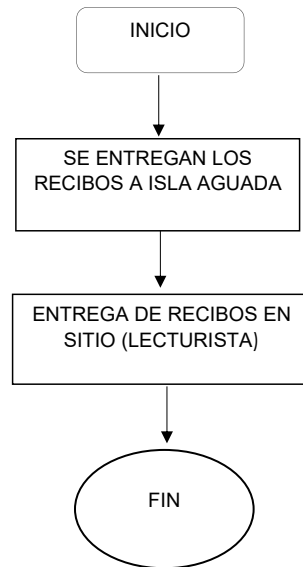 INICIO
SE ENTREGAN LOS
RECIBOS A ISLA AGUADA
ENTREGA DE RECIBOS EN
SITIO (LECTURISTA)
FIN